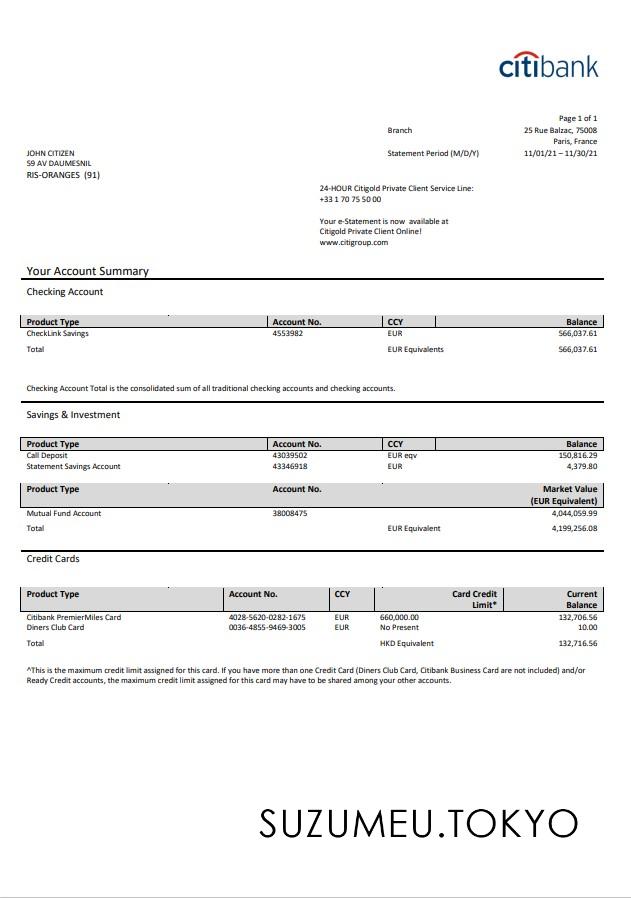 citibank
Page 1 of 1
Branch 25 Rue Balzac, 75008
Paris, France
JOHN CITIZEN Statement Period (M/D/Y) 11/01/21 – 11/30/21
59 AV DAUMESNIL
RIS-ORANGES (91)
24-HOUR Citigold Private Client Service Line:
+33 1 70 75 50 00
Your e-Statement is now available at
Citigold Private Client Online!
www.citigroup.com
Your Account Summary
Checking Account
Product Type Account No. CCY Balance
CheckLink Savings 4553982 EUR 566,037.61
Total EUR Equivalents 566,037.61
Checking Account Total is the consolidated sum of all traditional checking accounts and checking accounts.
Savings & Investment
Product Type Account No. CCY Balance
Call Deposit 43039502 EUR eqv 150,816.29
Statement Savings Account 43346918 EUR 4,379.80
Product Type Account No. Market Value
(EUR Equivalent)
Mutual Fund Account 38008475 4,044,059.99
Total EUR Equivalent 4,199,256.08
Credit Cards
Product Type Account No. CCY Card Credit Current
Limit* Balance
Citibank PremierMiles Card 4028-5620-0282-1675 EUR 660,000.00 132,706.56
Diners Club Card 0036-4855-9469-3005 EUR No Present 10.00
Total HKD Equivalent 132,716.56
^This is the maximum credit limit assigned for this card. If you have more than one Credit Card (Diners Club Card, Citibank Business Card are not included) and/or
Ready Credit accounts, the maximum credit limit assigned for this card may have to be shared among your other accounts.
SUZUMEU.TOKYO